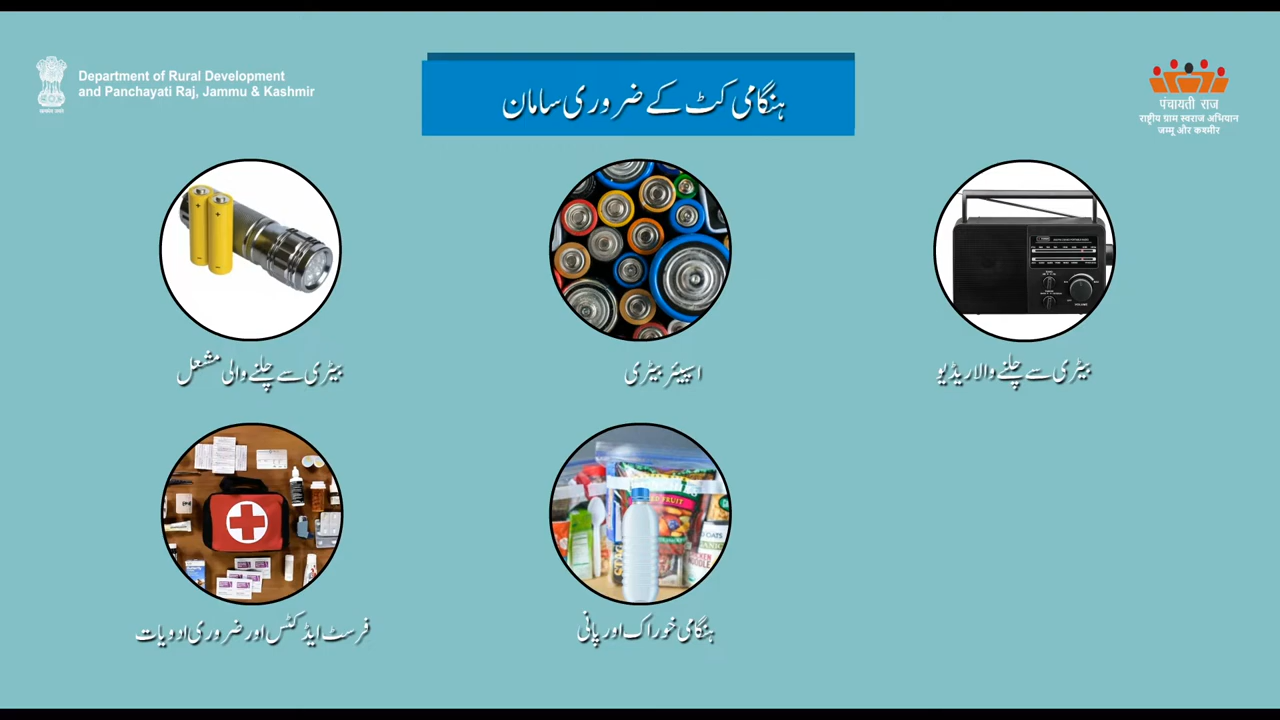 Department of Rural Development
and Panchayati Raj, Jammu & Kashmir
ہنگامی کٹ کے ضروری سامان
पंचायती राज
राष्ट्रीय ग्राम स्वराज अभियान
जम्मू और कश्मीर
بیٹری سے چلنے والی مشعل
اسپیئر بیٹری
بیٹری سے چلنے والا ریڈیو
فرسٹ ایڈ کٹس اور ضروری ادویات
ہنگامی خوراک اور پانی